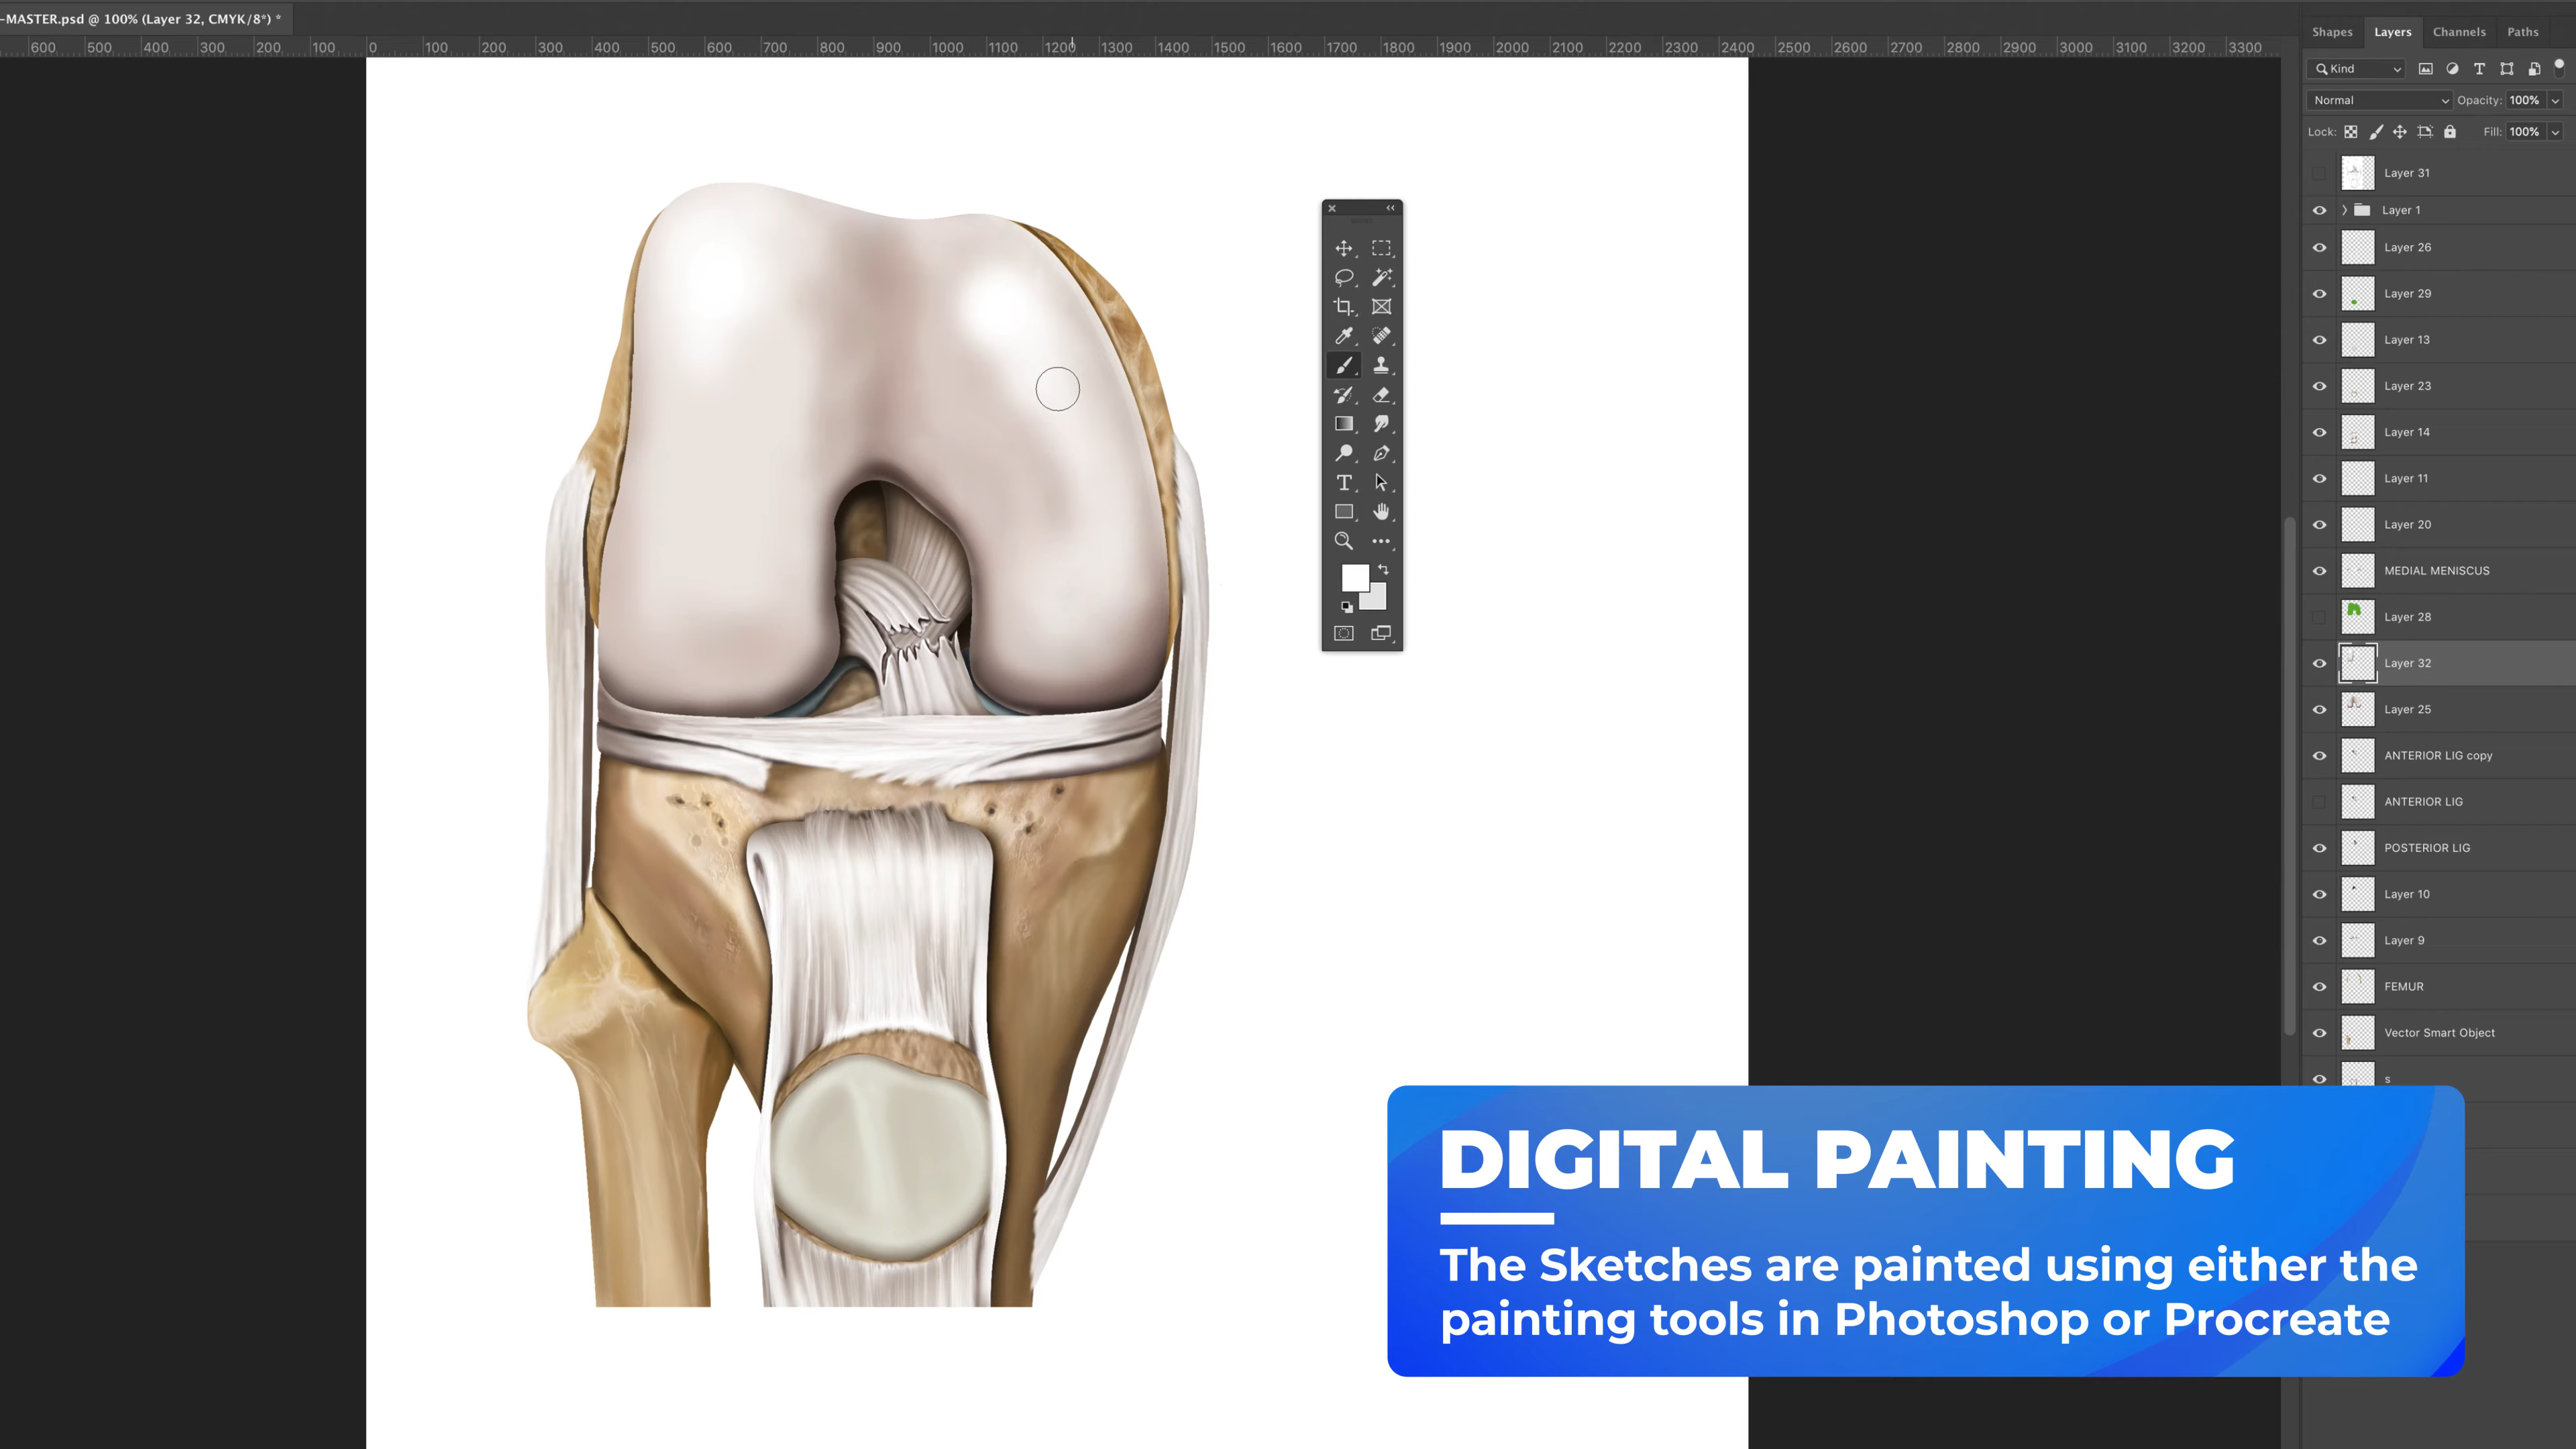 -MASTER.psd @ 100% (Layer 32, CMYK/8*) *
600 500 400 300 200 100 0 100 200 300 400 500 600 700 800 900 1000 1100 1200 1300 1400 1500 1600 1700 1800 1900 2000 2100 2200 2300 2400 2500 2600 2700 2800 2900 3000 3100 3200 3300
Shapes Layers Channels Paths
Kind
Normal Opacity: 100%
Lock: Fill: 100%
Layer 31
Layer 1
Layer 26
Layer 29
Layer 13
Layer 23
Layer 14
Layer 11
Layer 20
MEDIAL MENISCUS
Layer 28
Layer 32
Layer 25
ANTERIOR LIG copy
ANTERIOR LIG
POSTERIOR LIG
Layer 10
Layer 9
FEMUR
Vector Smart Object
s
DIGITAL PAINTING
The Sketches are painted using either the
painting tools in Photoshop or Procreate